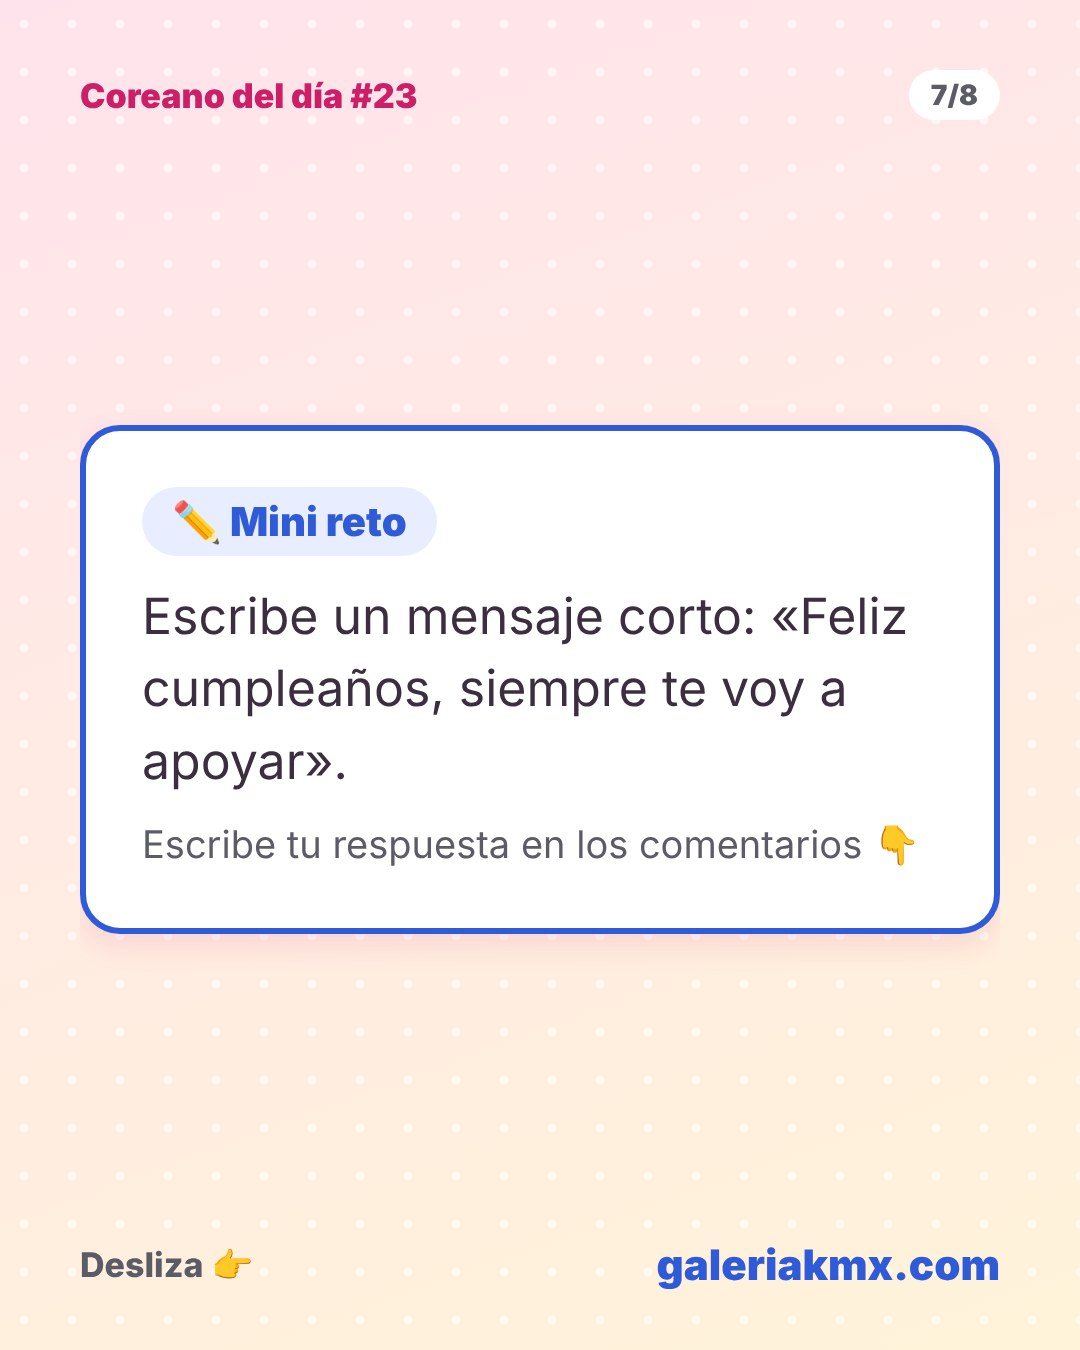 Coreano del día #23
7/8
✏️ Mini reto
Escribe un mensaje corto: «Feliz
cumpleaños, siempre te voy a
apoyar».
Escribe tu respuesta en los comentarios 👇
Desliza 👉
galeriakmx.com